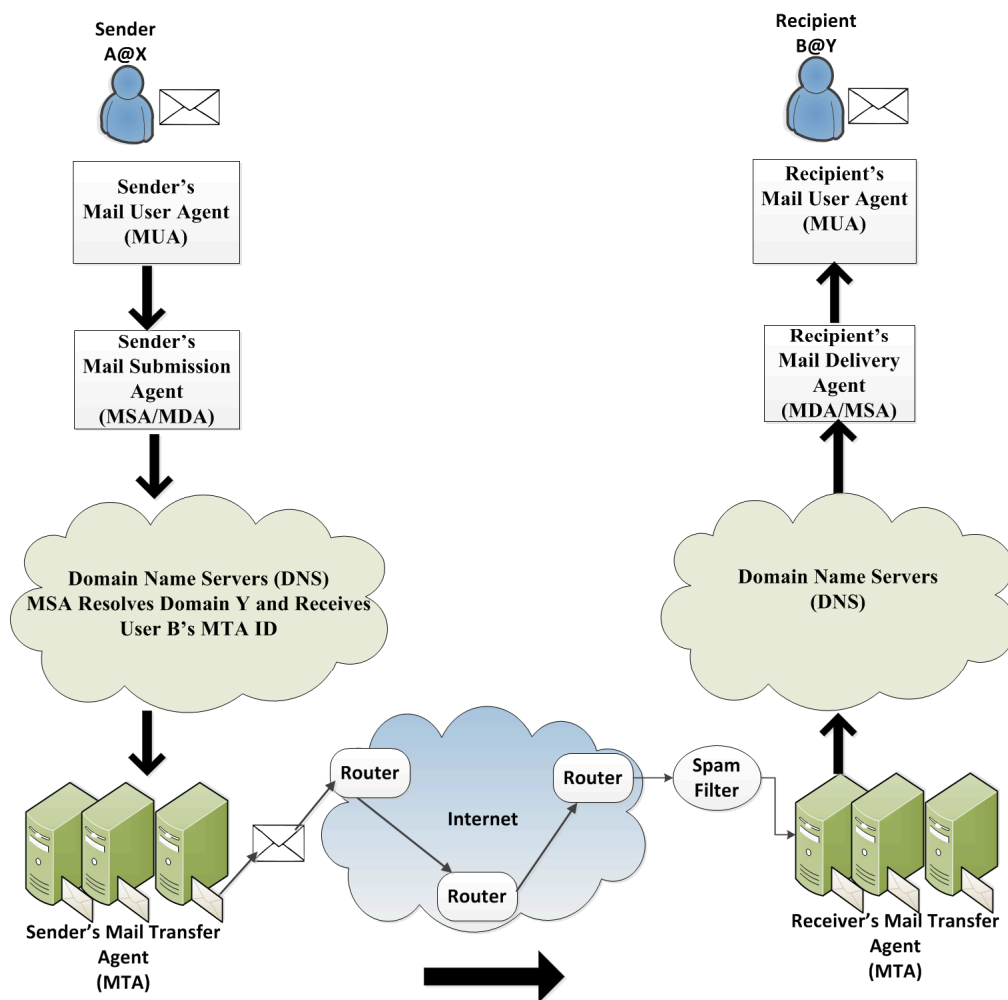 Sender
A@X
Sender's
Mail User Agent
(MUA)
Sender's
Mail Submission
Agent
(MSA/MDA)
Domain Name Servers (DNS)
MSA Resolves Domain Y and Receives
User B's MTA ID
Sender's Mail Transfer
Agent
(MTA)
Router
Internet
Router
Router
Spam
Filter
Receiver's Mail Transfer
Agent
(MTA)
Domain Name Servers
(DNS)
Recipient's
Mail Delivery
Agent
(MDA/MSA)
Recipient's
Mail User Agent
(MUA)
Recipient
B@Y